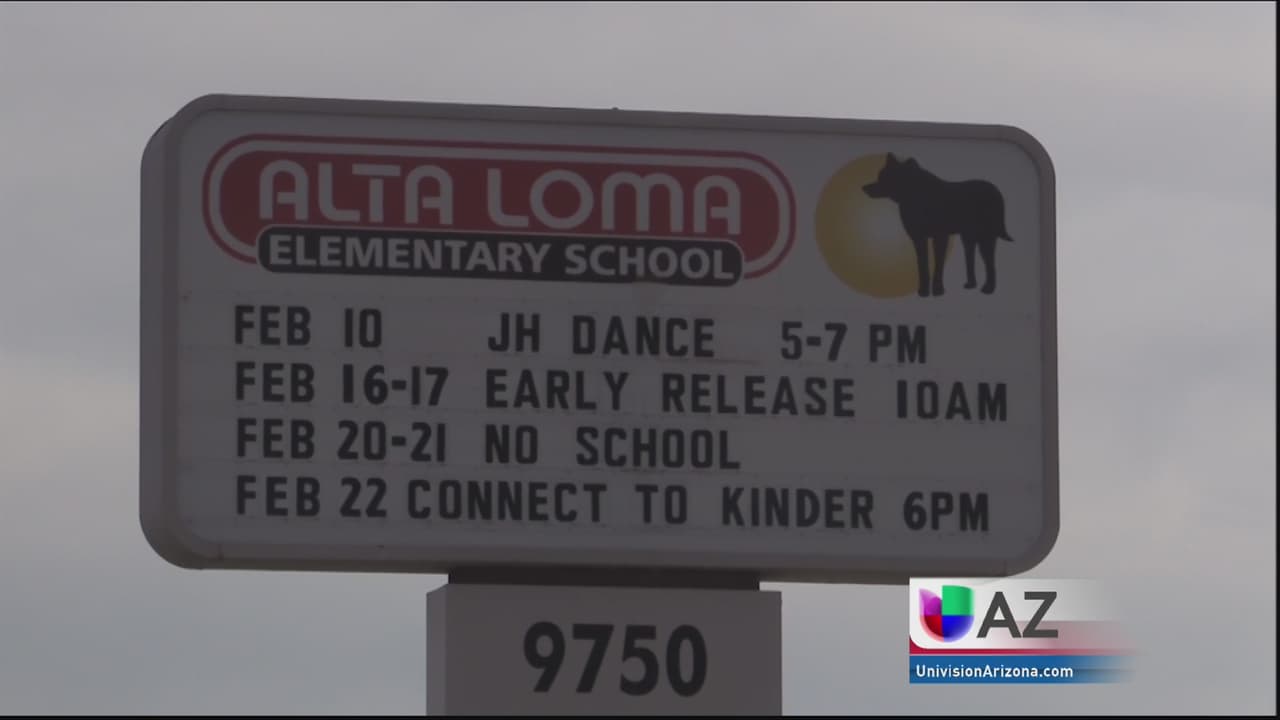 ALTA LOMA
ELEMENTARY SCHOOL
FEB 10 JH DANCE 5-7 PM
FEB 16-17 EARLY RELEASE 10AM
FEB 20-21 NO SCHOOL
FEB 22 CONNECT TO KINDER 6PM
9750
AZ
UnivisionArizona.com